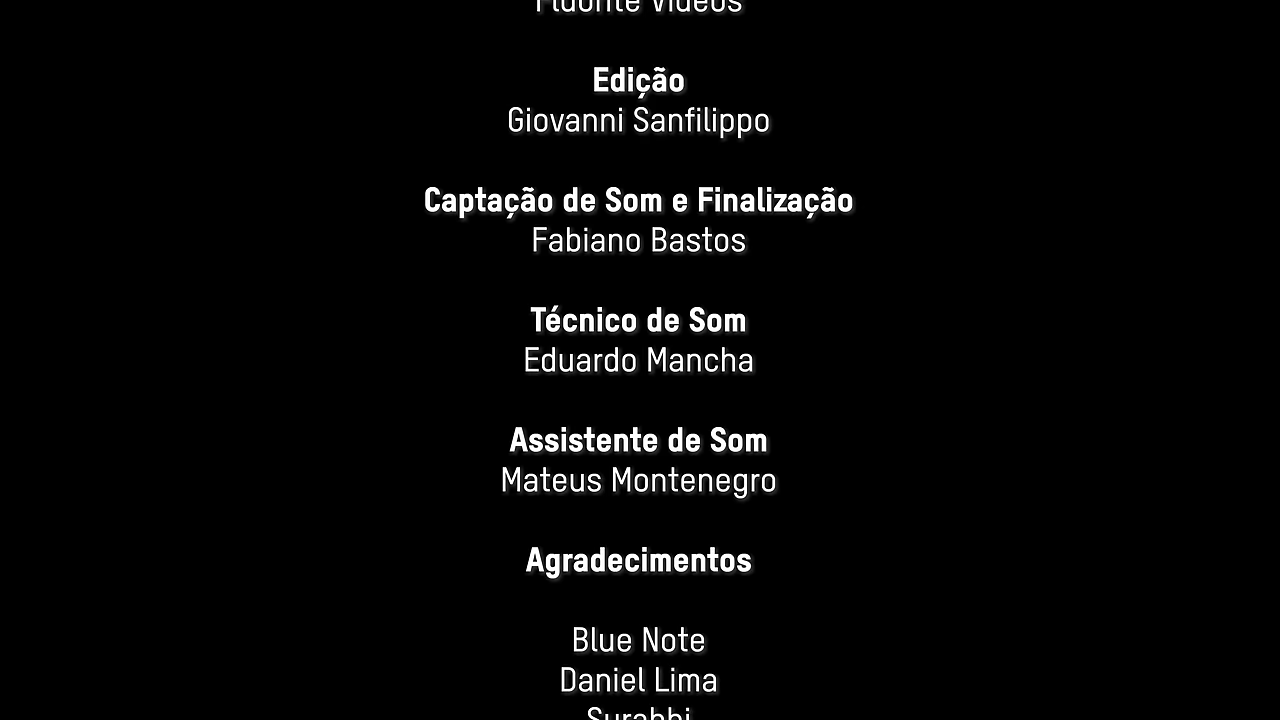 Vídeos
Edição
Giovanni Sanfilippo
Captação de Som e Finalização
Fabiano Bastos
Técnico de Som
Eduardo Mancha
Assistente de Som
Mateus Montenegro
Agradecimentos
Blue Note
Daniel Lima